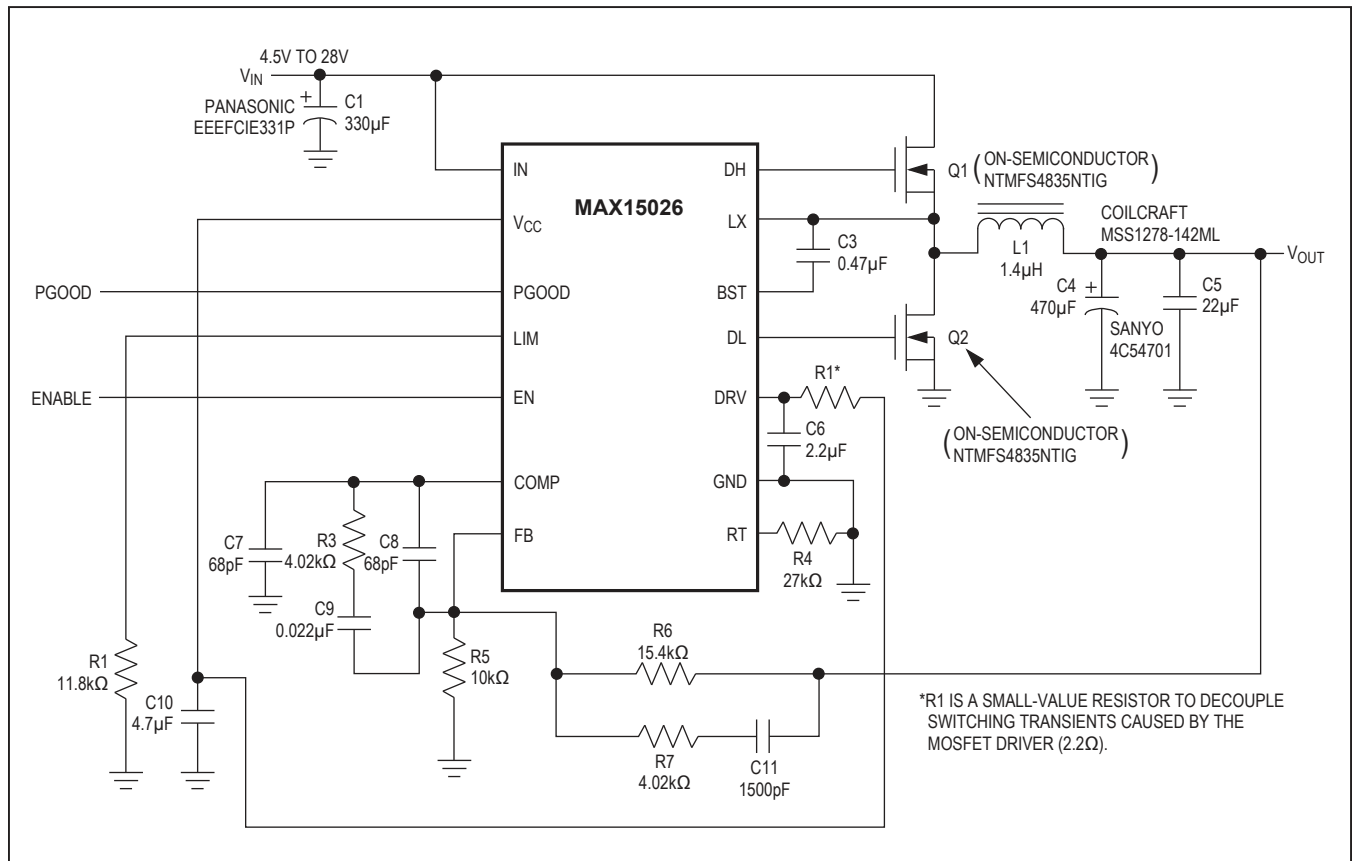 4.5V TO 28V
VIN
PANASONIC
EEEFCIE331P
+
C1
330µF
MAX15026
IN
VCC
PGOOD
PGOOD
LIM
ENABLE
EN
COMP
FB
DH
LX
BST
DL
DRV
GND
RT
Q1
(ON-SEMICONDUCTOR
NTMFS4835NTIG)
C3
0.47µF
L1
1.4µH
COILCRAFT
MSS1278-142ML
VOUT
C4
470µF
+
SANYO
4C54701
C5
22µF
Q2
(ON-SEMICONDUCTOR
NTMFS4835NTIG)
R1*
C6
2.2µF
R4
27kΩ
C7
68pF
R3
4.02kΩ
C8
68pF
C9
0.022µF
R5
10kΩ
R1
11.8kΩ
C10
4.7µF
R6
15.4kΩ
R7
4.02kΩ
C11
1500pF
*R1 IS A SMALL-VALUE RESISTOR TO DECOUPLE
SWITCHING TRANSIENTS CAUSED BY THE
MOSFET DRIVER (2.2Ω).